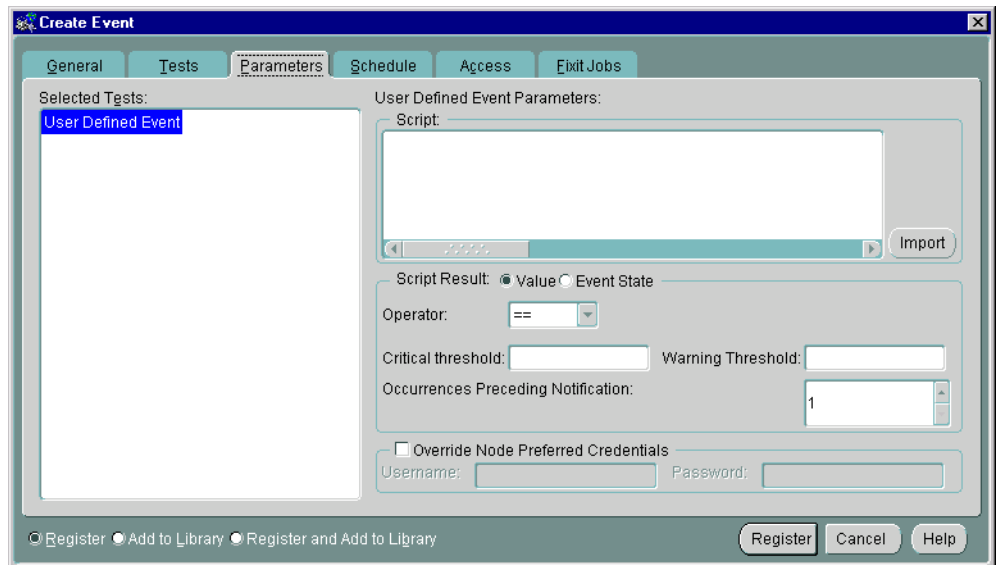 Create Event
General Tests Parameters Schedule Access Fixit Jobs
Selected Tests:
User Defined Event
User Defined Event Parameters:
Script:
Import
Script Result: Value Event State
Operator: ==
Critical threshold: Warning Threshold:
Occurrences Preceding Notification:
1
Override Node Preferred Credentials
Username: Password:
Register Add to Library Register and Add to Library
Register Cancel Help